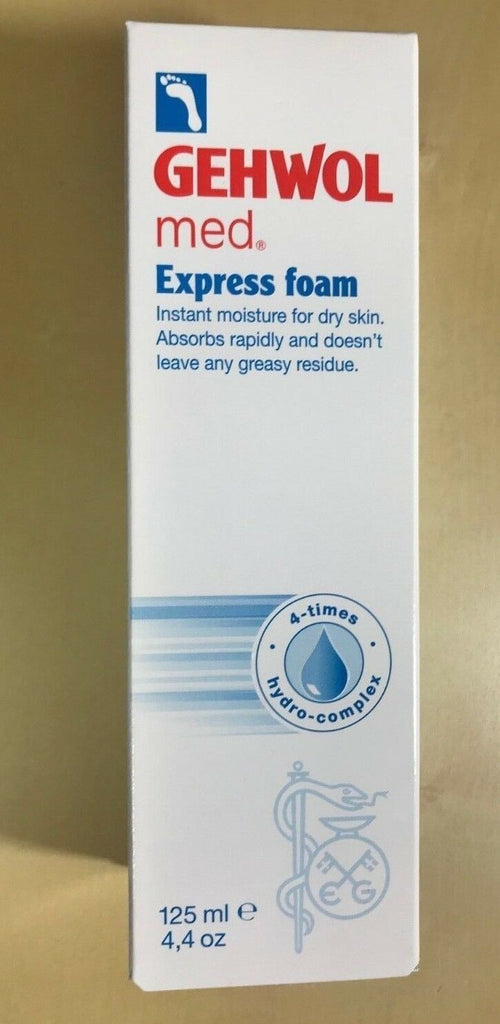 GEHWOL
med®
Express foam
Instant moisture for dry skin.
Absorbs rapidly and doesn't
leave any greasy residue.
4-times
hydro-complex
E G
125 ml ℮
4,4 oz